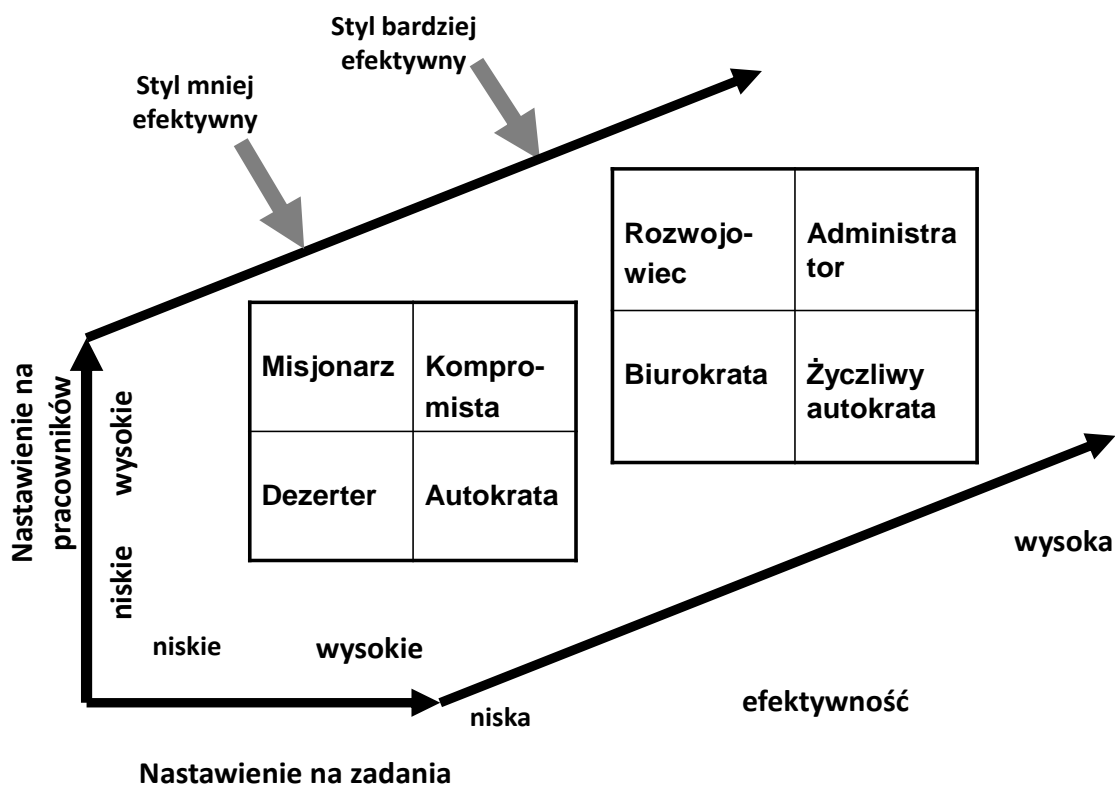 Styl bardziej
efektywny
Styl mniej
efektywny
Rozwojo-
wiec
Administra
tor
Biurokrata
Życzliwy
autokrata
Misjonarz
Kompro-
mista
Dezerter
Autokrata
Nastawienie na
pracowników
wysokie
niskie
niskie
wysokie
niska
efektywność
wysoka
Nastawienie na zadania